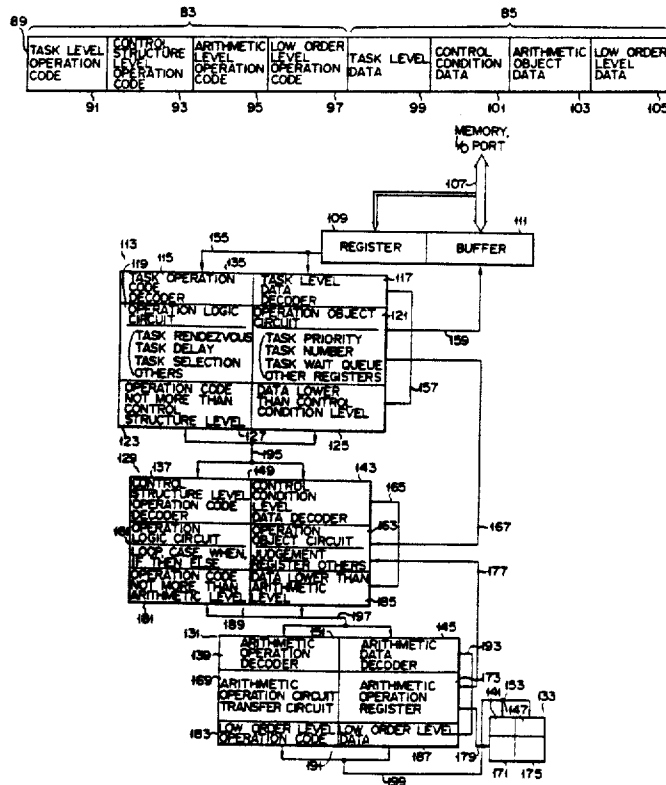 83
85
89
TASK LEVEL OPERATION CODE
CONTROL STRUCTURE LEVEL OPERATION CODE
ARITHMETIC LEVEL OPERATION CODE
LOW ORDER LEVEL OPERATION CODE
TASK LEVEL DATA
CONTROL CONDITION DATA
ARITHMETIC OBJECT DATA
LOW ORDER LEVEL DATA
91
93
95
97
99
101
103
105
MEMORY,
I/O PORT
107
109
111
REGISTER
BUFFER
155
113
115
135
119
117
TASK OPERATION
CODE
DECODER
TASK LEVEL
DATA
DECODER
121
OPERATION LOGIC
CIRCUIT
OPERATION OBJECT
CIRCUIT
159
TASK RENDEZVOUS
TASK DELAY
TASK SELECTION
OTHERS
TASK PRIORITY
TASK NUMBER
TASK WAIT QUEUE
OTHER REGISTERS
157
OPERATION CODE
NOT MORE THAN
CONTROL
STRUCTURE LEVEL
DATA LOWER
THAN CONTROL
CONDITION LEVEL
123
127
125
195
129
137
149
143
165
167
CONTROL
STRUCTURE LEVEL
OPERATION CODE
DECODER
CONTROL
CONDITION
LEVEL
DATA DECODER
163
161
OPERATION
LOGIC CIRCUIT
OPERATION
OBJECT CIRCUIT
LOOP CASE WHEN,
IF THEN ELSE
JUDGEMENT
REGISTER OTHERS
177
OPERATION CODE
NOT MORE THAN
ARITHMETIC LEVEL
DATA LOWER THAN
ARITHMETIC
LEVEL
181
189
185
197
131
151
145
193
139
ARITHMETIC
OPERATION
DECODER
ARITHMETIC
DATA
DECODER
173
153
133
141
147
169
ARITHMETIC
OPERATION CIRCUIT
TRANSFER CIRCUIT
ARITHMETIC
OPERATION
REGISTER
183
LOW ORDER LEVEL
OPERATION CODE
LOW ORDER LEVEL
DATA
179
171
175
191
187
199